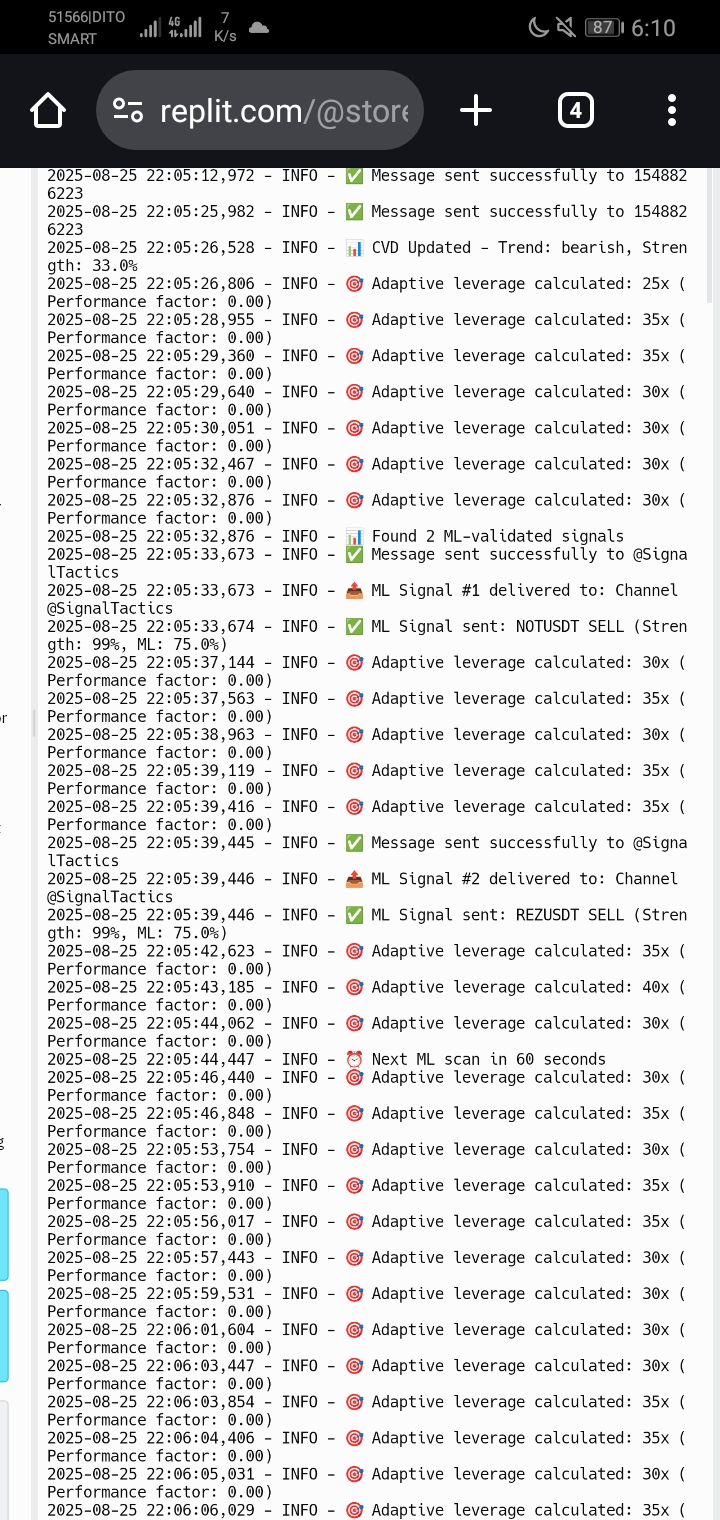 51566|DITO
SMART
4G
7
K/s
87
6:10
replit.com/@store
4
2025-08-25 22:05:12,972 - INFO - ✅ Message sent successfully to 154882
6223
2025-08-25 22:05:25,982 - INFO - ✅ Message sent successfully to 154882
6223
2025-08-25 22:05:26,528 - INFO - 📊 CVD Updated - Trend: bearish, Stren
gth: 33.0%
2025-08-25 22:05:26,806 - INFO - 🎯 Adaptive leverage calculated: 25x (
Performance factor: 0.00)
2025-08-25 22:05:28,955 - INFO - 🎯 Adaptive leverage calculated: 35x (
Performance factor: 0.00)
2025-08-25 22:05:29,360 - INFO - 🎯 Adaptive leverage calculated: 35x (
Performance factor: 0.00)
2025-08-25 22:05:29,640 - INFO - 🎯 Adaptive leverage calculated: 30x (
Performance factor: 0.00)
2025-08-25 22:05:30,051 - INFO - 🎯 Adaptive leverage calculated: 30x (
Performance factor: 0.00)
2025-08-25 22:05:32,467 - INFO - 🎯 Adaptive leverage calculated: 30x (
Performance factor: 0.00)
2025-08-25 22:05:32,876 - INFO - 🎯 Adaptive leverage calculated: 30x (
Performance factor: 0.00)
2025-08-25 22:05:32,876 - INFO - 📊 Found 2 ML-validated signals
2025-08-25 22:05:33,673 - INFO - ✅ Message sent successfully to @Signa
lTactics
2025-08-25 22:05:33,673 - INFO - 📤 ML Signal #1 delivered to: Channel
@SignalTactics
2025-08-25 22:05:33,674 - INFO - ✅ ML Signal sent: NOTUSDT SELL (Stren
gth: 99%, ML: 75.0%)
2025-08-25 22:05:37,144 - INFO - 🎯 Adaptive leverage calculated: 30x (
Performance factor: 0.00)
2025-08-25 22:05:37,563 - INFO - 🎯 Adaptive leverage calculated: 35x (
Performance factor: 0.00)
2025-08-25 22:05:38,963 - INFO - 🎯 Adaptive leverage calculated: 30x (
Performance factor: 0.00)
2025-08-25 22:05:39,119 - INFO - 🎯 Adaptive leverage calculated: 35x (
Performance factor: 0.00)
2025-08-25 22:05:39,416 - INFO - 🎯 Adaptive leverage calculated: 35x (
Performance factor: 0.00)
2025-08-25 22:05:39,445 - INFO - ✅ Message sent successfully to @Signa
lTactics
2025-08-25 22:05:39,446 - INFO - 📤 ML Signal #2 delivered to: Channel
@SignalTactics
2025-08-25 22:05:39,446 - INFO - ✅ ML Signal sent: REZUSDT SELL (Stren
gth: 99%, ML: 75.0%)
2025-08-25 22:05:42,623 - INFO - 🎯 Adaptive leverage calculated: 35x (
Performance factor: 0.00)
2025-08-25 22:05:43,185 - INFO - 🎯 Adaptive leverage calculated: 40x (
Performance factor: 0.00)
2025-08-25 22:05:44,062 - INFO - 🎯 Adaptive leverage calculated: 30x (
Performance factor: 0.00)
2025-08-25 22:05:44,447 - INFO - ⏰ Next ML scan in 60 seconds
2025-08-25 22:05:46,440 - INFO - 🎯 Adaptive leverage calculated: 30x (
Performance factor: 0.00)
2025-08-25 22:05:46,848 - INFO - 🎯 Adaptive leverage calculated: 35x (
Performance factor: 0.00)
2025-08-25 22:05:53,754 - INFO - 🎯 Adaptive leverage calculated: 30x (
Performance factor: 0.00)
2025-08-25 22:05:53,910 - INFO - 🎯 Adaptive leverage calculated: 35x (
Performance factor: 0.00)
2025-08-25 22:05:56,017 - INFO - 🎯 Adaptive leverage calculated: 35x (
Performance factor: 0.00)
2025-08-25 22:05:57,443 - INFO - 🎯 Adaptive leverage calculated: 30x (
Performance factor: 0.00)
2025-08-25 22:05:59,531 - INFO - 🎯 Adaptive leverage calculated: 30x (
Performance factor: 0.00)
2025-08-25 22:06:01,604 - INFO - 🎯 Adaptive leverage calculated: 30x (
Performance factor: 0.00)
2025-08-25 22:06:03,447 - INFO - 🎯 Adaptive leverage calculated: 30x (
Performance factor: 0.00)
2025-08-25 22:06:03,854 - INFO - 🎯 Adaptive leverage calculated: 35x (
Performance factor: 0.00)
2025-08-25 22:06:04,406 - INFO - 🎯 Adaptive leverage calculated: 35x (
Performance factor: 0.00)
2025-08-25 22:06:05,031 - INFO - 🎯 Adaptive leverage calculated: 30x (
Performance factor: 0.00)
2025-08-25 22:06:06,029 - INFO - 🎯 Adaptive leverage calculated: 35x (